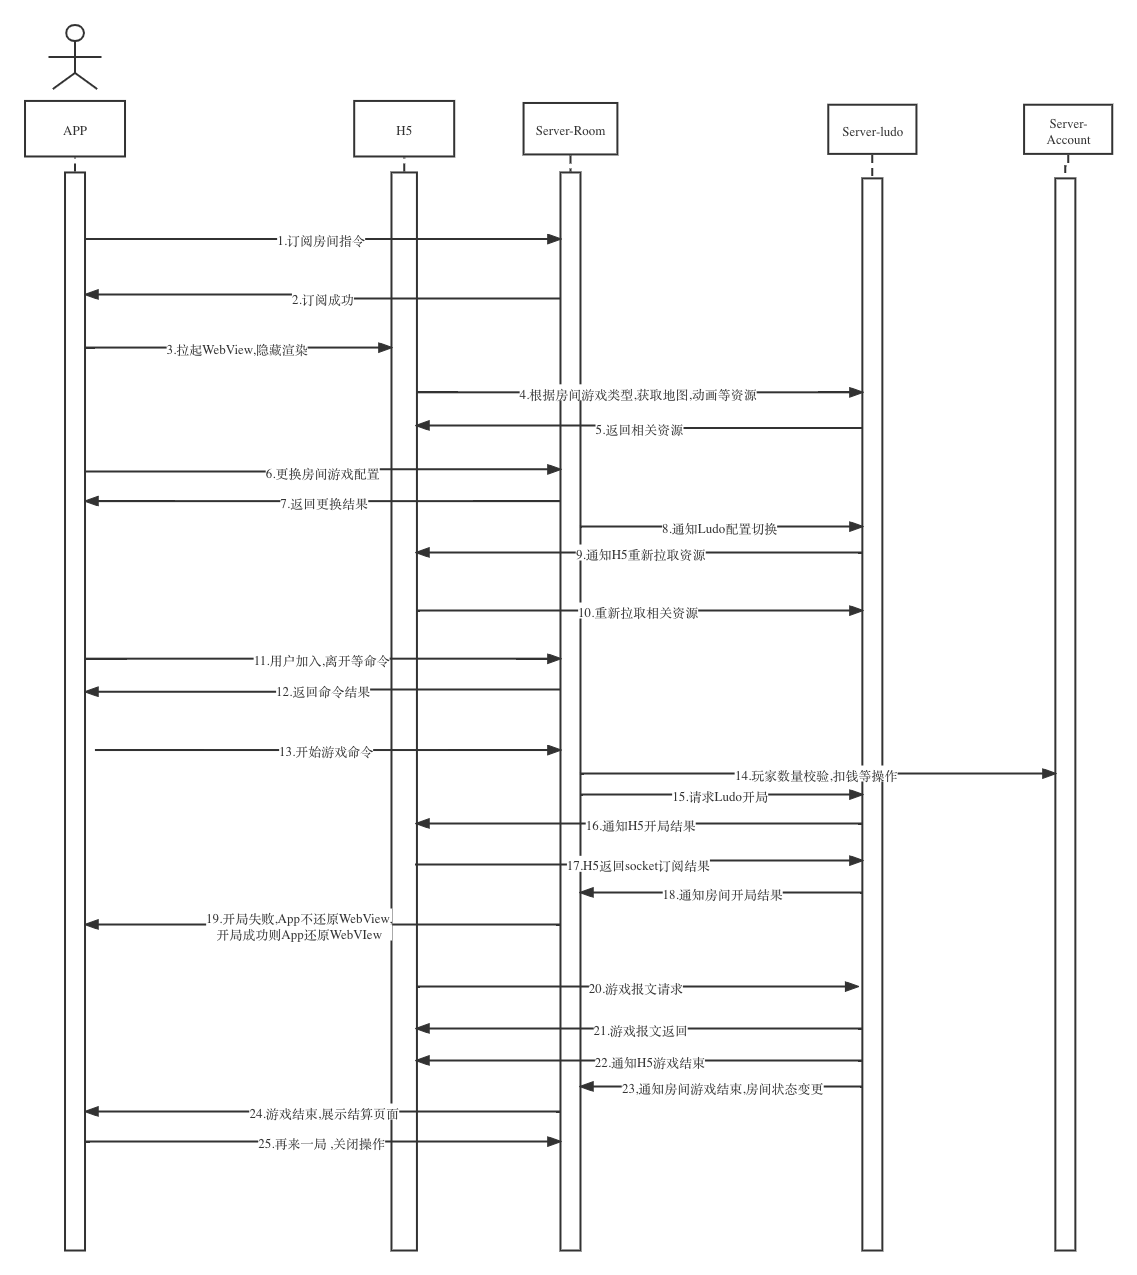 APP
H5
Server-Room
Server-ludo
Server-
Account
1.订阅房间指令
2.订阅成功
3.拉起WebView,隐藏渲染
4.根据房间游戏类型,获取地图,动画等资源
5.返回相关资源
6.更换房间游戏配置
7.返回更换结果
8.通知Ludo配置切换
9.通知H5重新拉取资源
10.重新拉取相关资源
11.用户加入,离开等命令
12.返回命令结果
13.开始游戏命令
14.玩家数量校验,扣钱等操作
15.请求Ludo开局
16.通知H5开局结果
17.H5返回socket订阅结果
18.通知房间开局结果
19.开局失败,App不还原WebView,
开局成功则App还原WebVIew
20.游戏报文请求
21.游戏报文返回
22.通知H5游戏结束
23,通知房间游戏结束,房间状态变更
24.游戏结束,展示结算页面
25.再来一局 ,关闭操作